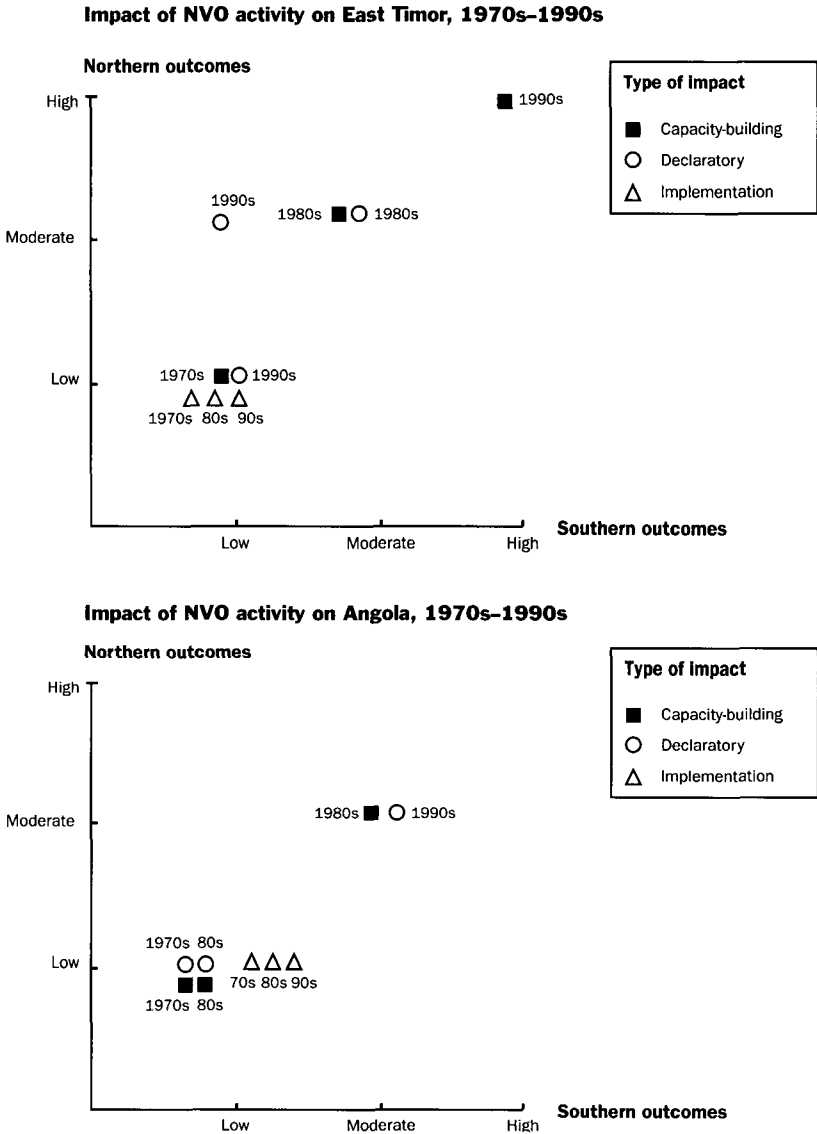 Impact of NVO activity on East Timor, 1970s–1990s
Northern outcomes
Type of impact
Capacity-building
Declaratory
Implementation
High
1990s
1990s
1980s
1980s
Moderate
Low
1970s
1990s
1970s 80s 90s
Low
Moderate
High
Southern outcomes
Impact of NVO activity on Angola, 1970s–1990s
Northern outcomes
Type of impact
Capacity-building
Declaratory
Implementation
High
Moderate
1980s
1990s
1970s 80s
Low
70s 80s 90s
1970s 80s
Low
Moderate
High
Southern outcomes